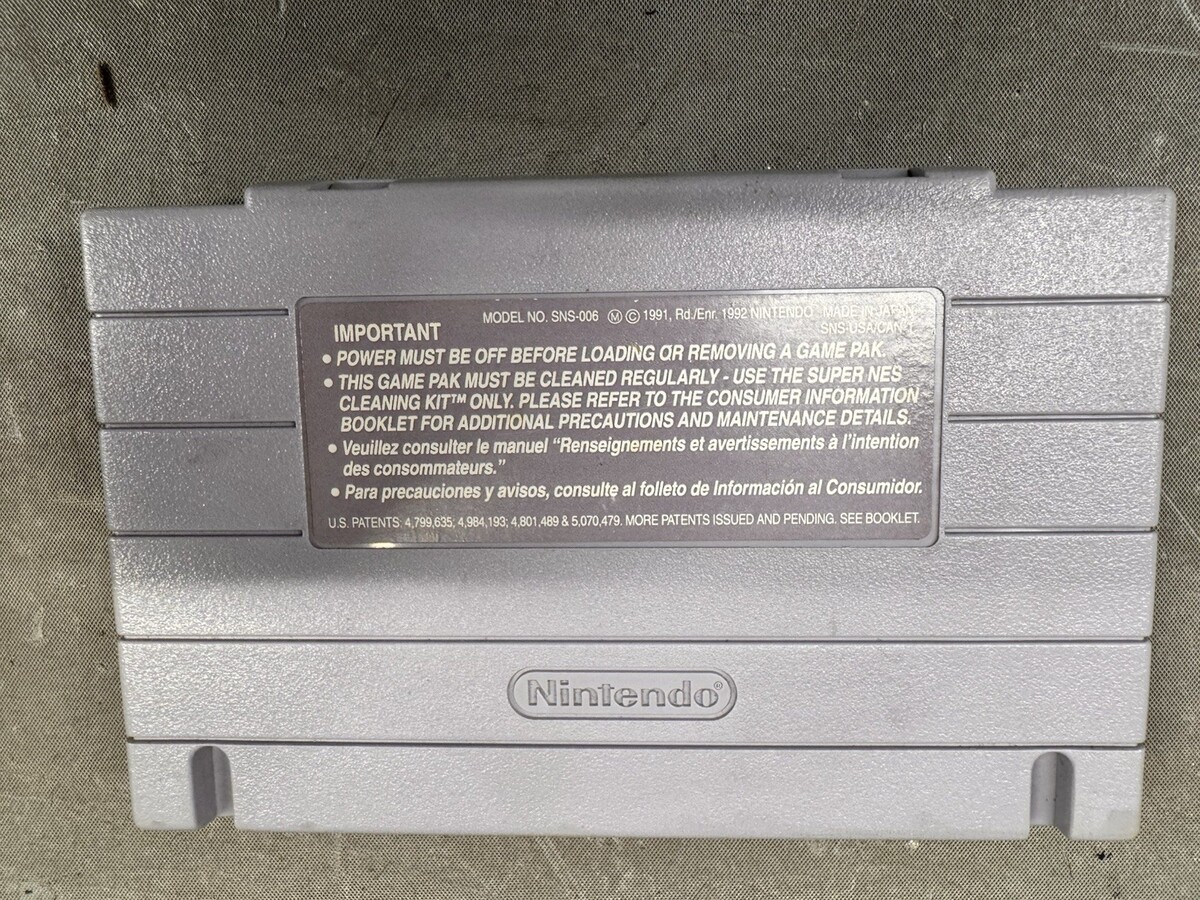 MODEL NO. SNS-006 Ⓜ © 1991, Rd./Enr. 1992 NINTENDO MADE IN JAPAN
IMPORTANT SNS-USA/CAN-1
• POWER MUST BE OFF BEFORE LOADING OR REMOVING A GAME PAK.
• THIS GAME PAK MUST BE CLEANED REGULARLY - USE THE SUPER NES
CLEANING KIT™ ONLY. PLEASE REFER TO THE CONSUMER INFORMATION
BOOKLET FOR ADDITIONAL PRECAUTIONS AND MAINTENANCE DETAILS.
• Veuillez consulter le manuel “Renseignements et avertissements à l’intention
des consommateurs.”
• Para precauciones y avisos, consulte al folleto de Información al Consumidor.
U.S. PATENTS: 4,799,635; 4,984,193; 4,801,489 & 5,070,479. MORE PATENTS ISSUED AND PENDING. SEE BOOKLET.
Nintendo®